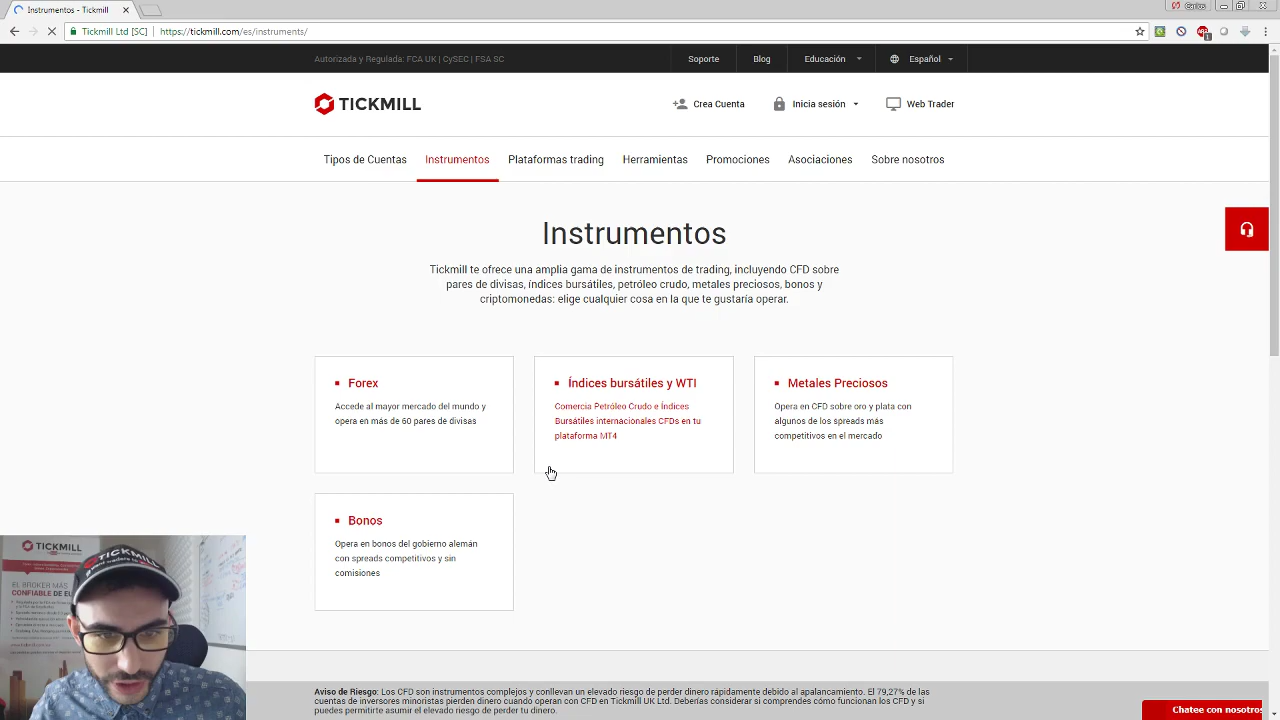 Instrumentos - Tickmill
Carlos
Tickmill Ltd [SC]
https://tickmill.com/es/instruments/
Autorizada y Regulada: FCA UK | CySEC | FSA SC
Soporte
Blog
Educación
Español
TICKMILL
Crea Cuenta
Inicia sesión
Web Trader
Tipos de Cuentas
Instrumentos
Plataformas trading
Herramientas
Promociones
Asociaciones
Sobre nosotros
Instrumentos
Tickmill te ofrece una amplia gama de instrumentos de trading, incluyendo CFD sobre
pares de divisas, índices bursátiles, petróleo crudo, metales preciosos, bonos y
criptomonedas: elige cualquier cosa en la que te gustaría operar.
Forex
Accede al mayor mercado del mundo y
opera en más de 60 pares de divisas
Índices bursátiles y WTI
Comercia Petróleo Crudo e Índices
Bursátiles internacionales CFDs en tu
plataforma MT4
Metales Preciosos
Opera en CFD sobre oro y plata con
algunos de los spreads más
competitivos en el mercado
Bonos
Opera en bonos del gobierno alemán
con spreads competitivos y sin
comisiones
TICKMILL
EL BROKER MÁS
CONFIABLE DE EU
TICKMILL
Aviso de Riesgo: Los CFD son instrumentos complejos y conllevan un elevado riesgo de perder dinero rápidamente debido al apalancamiento. El 79,27% de las
cuentas de inversores minoristas pierden dinero cuando operan con CFD en Tickmill UK Ltd. Deberías considerar si comprendes cómo funcionan los CFD y si
puedes permitirte asumir el elevado riesgo de perder tu dinero.
Chatee con nosotros